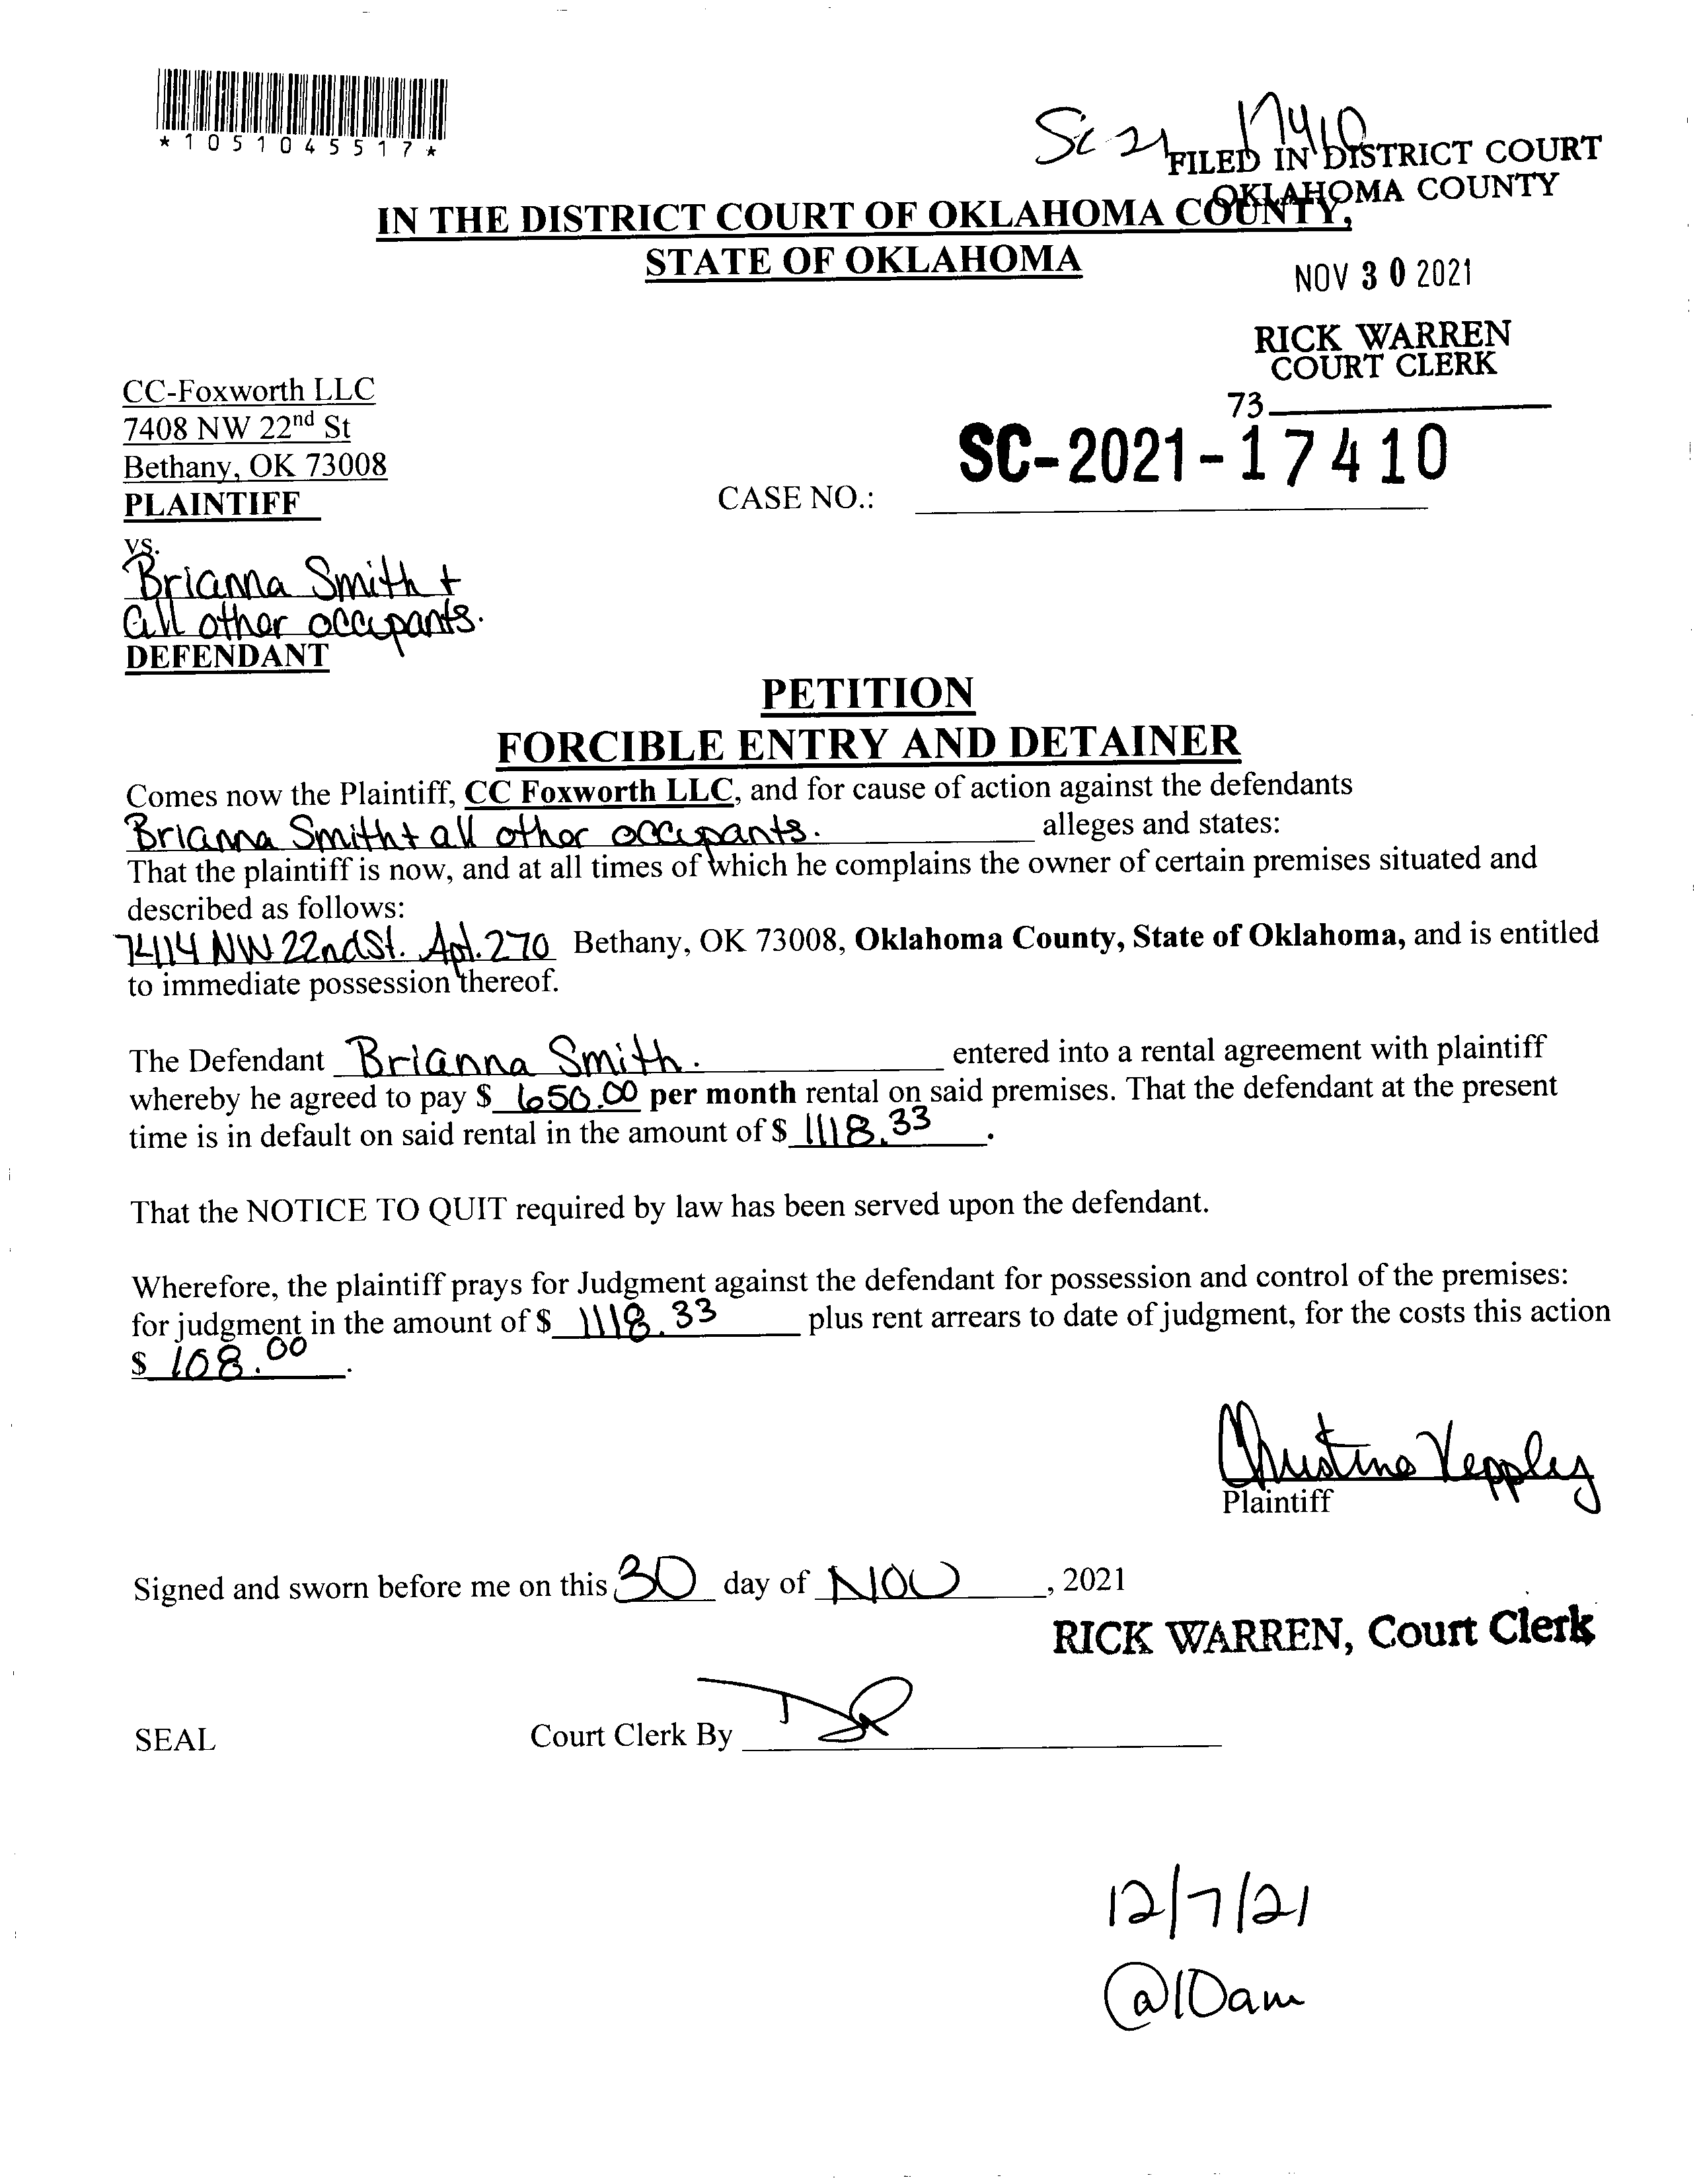 *1051045517*
SC 21 17410
FILED IN DISTRICT COURT
OKLAHOMA COUNTY
IN THE DISTRICT COURT OF OKLAHOMA COUNTY,
STATE OF OKLAHOMA
NOV 30 2021
RICK WARREN
COURT CLERK
73
CC-Foxworth LLC
7408 NW 22nd St
Bethany, OK 73008
PLAINTIFF
SC-2021-17410
CASE NO.:
vs.
Brianna Smith +
all other occupants.
DEFENDANT
PETITION
FORCIBLE ENTRY AND DETAINER
Comes now the Plaintiff, CC Foxworth LLC, and for cause of action against the defendants
Brianna Smith + all other occupants. alleges and states:
That the plaintiff is now, and at all times of which he complains the owner of certain premises situated and
described as follows:
7414 NW 22nd St. Apt. 270 Bethany, OK 73008, Oklahoma County, State of Oklahoma, and is entitled
to immediate possession thereof.
The Defendant Brianna Smith. entered into a rental agreement with plaintiff
whereby he agreed to pay $ 650.00 per month rental on said premises. That the defendant at the present
time is in default on said rental in the amount of $ 1118.33.
That the NOTICE TO QUIT required by law has been served upon the defendant.
Wherefore, the plaintiff prays for Judgment against the defendant for possession and control of the premises:
for judgment in the amount of $ 1118.33 plus rent arrears to date of judgment, for the costs this action
$ 108.00.
Christina
Plaintiff
Signed and sworn before me on this 30 day of NOV, 2021
RICK WARREN, Court Clerk
SEAL Court Clerk By
12/7/21
@10am